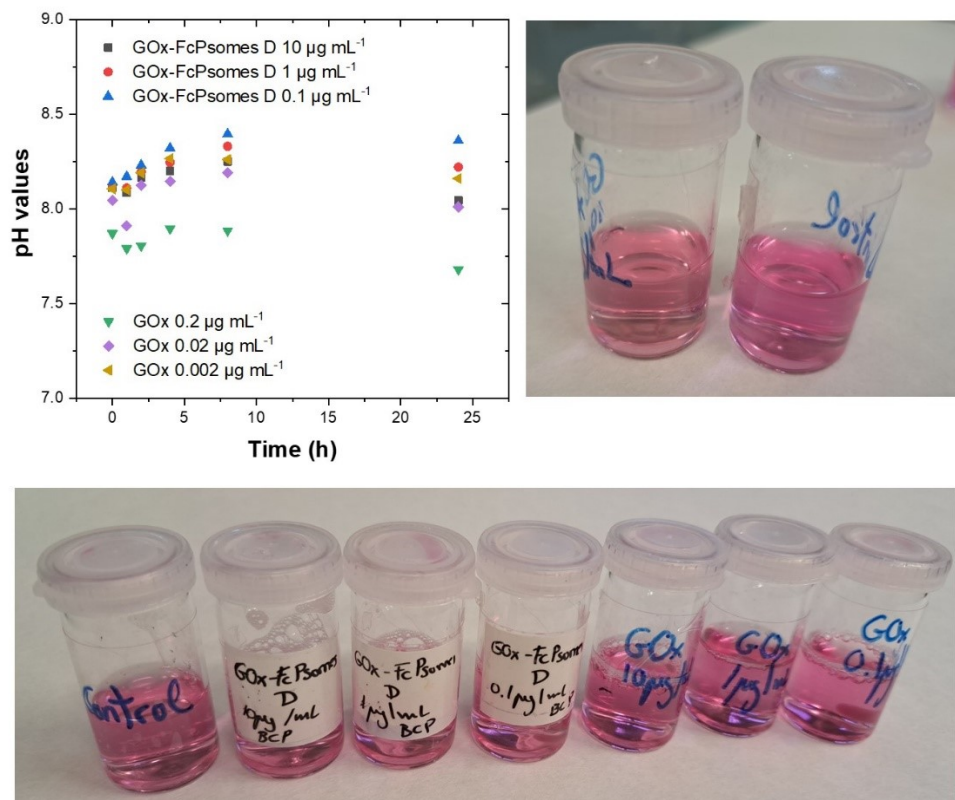 9.0
8.5
8.0
7.5
7.0
pH values
GOx-FcPsomes D 10 µg mL⁻¹
GOx-FcPsomes D 1 µg mL⁻¹
GOx-FcPsomes D 0.1 µg mL⁻¹
GOx 0.2 µg mL⁻¹
GOx 0.02 µg mL⁻¹
GOx 0.002 µg mL⁻¹
0 5 10 15 20 25
Time (h)
Control
Control
GOx-FcPsomes
D
10µg/mL
BCP
GOx-FcPsomes
D
1µg/mL
BCP
GOx-FcPsomes
D
0.1µg/mL
BCP
GOx
10µg/
GOx
1µg/mL
GOx
0.1µg/